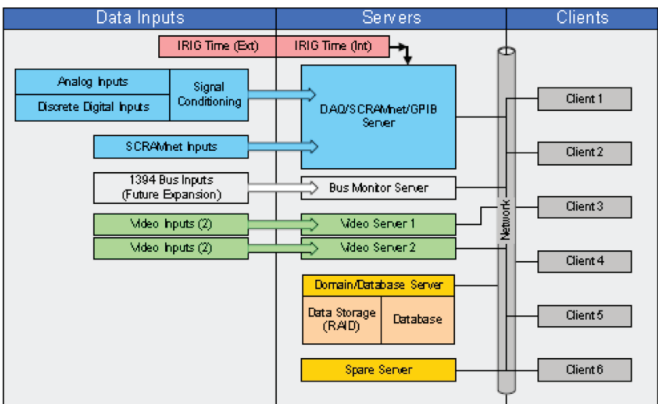 Data Inputs
Servers
Clients
IRIG Time (Ext)
IRIG Time (Int)
Analog Inputs
Discrete Digital Inputs
Signal
Conditioning
DAQ/SCRAMnet/GPIB
Server
SCRAMnet Inputs
1394 Bus Inputs
(Future Expansion)
Bus Monitor Server
Video Inputs (2)
Video Server 1
Video Inputs (2)
Video Server 2
Domain/Database Server
Data Storage
(RAID)
Database
Spare Server
Network
Client 1
Client 2
Client 3
Client 4
Client 5
Client 6